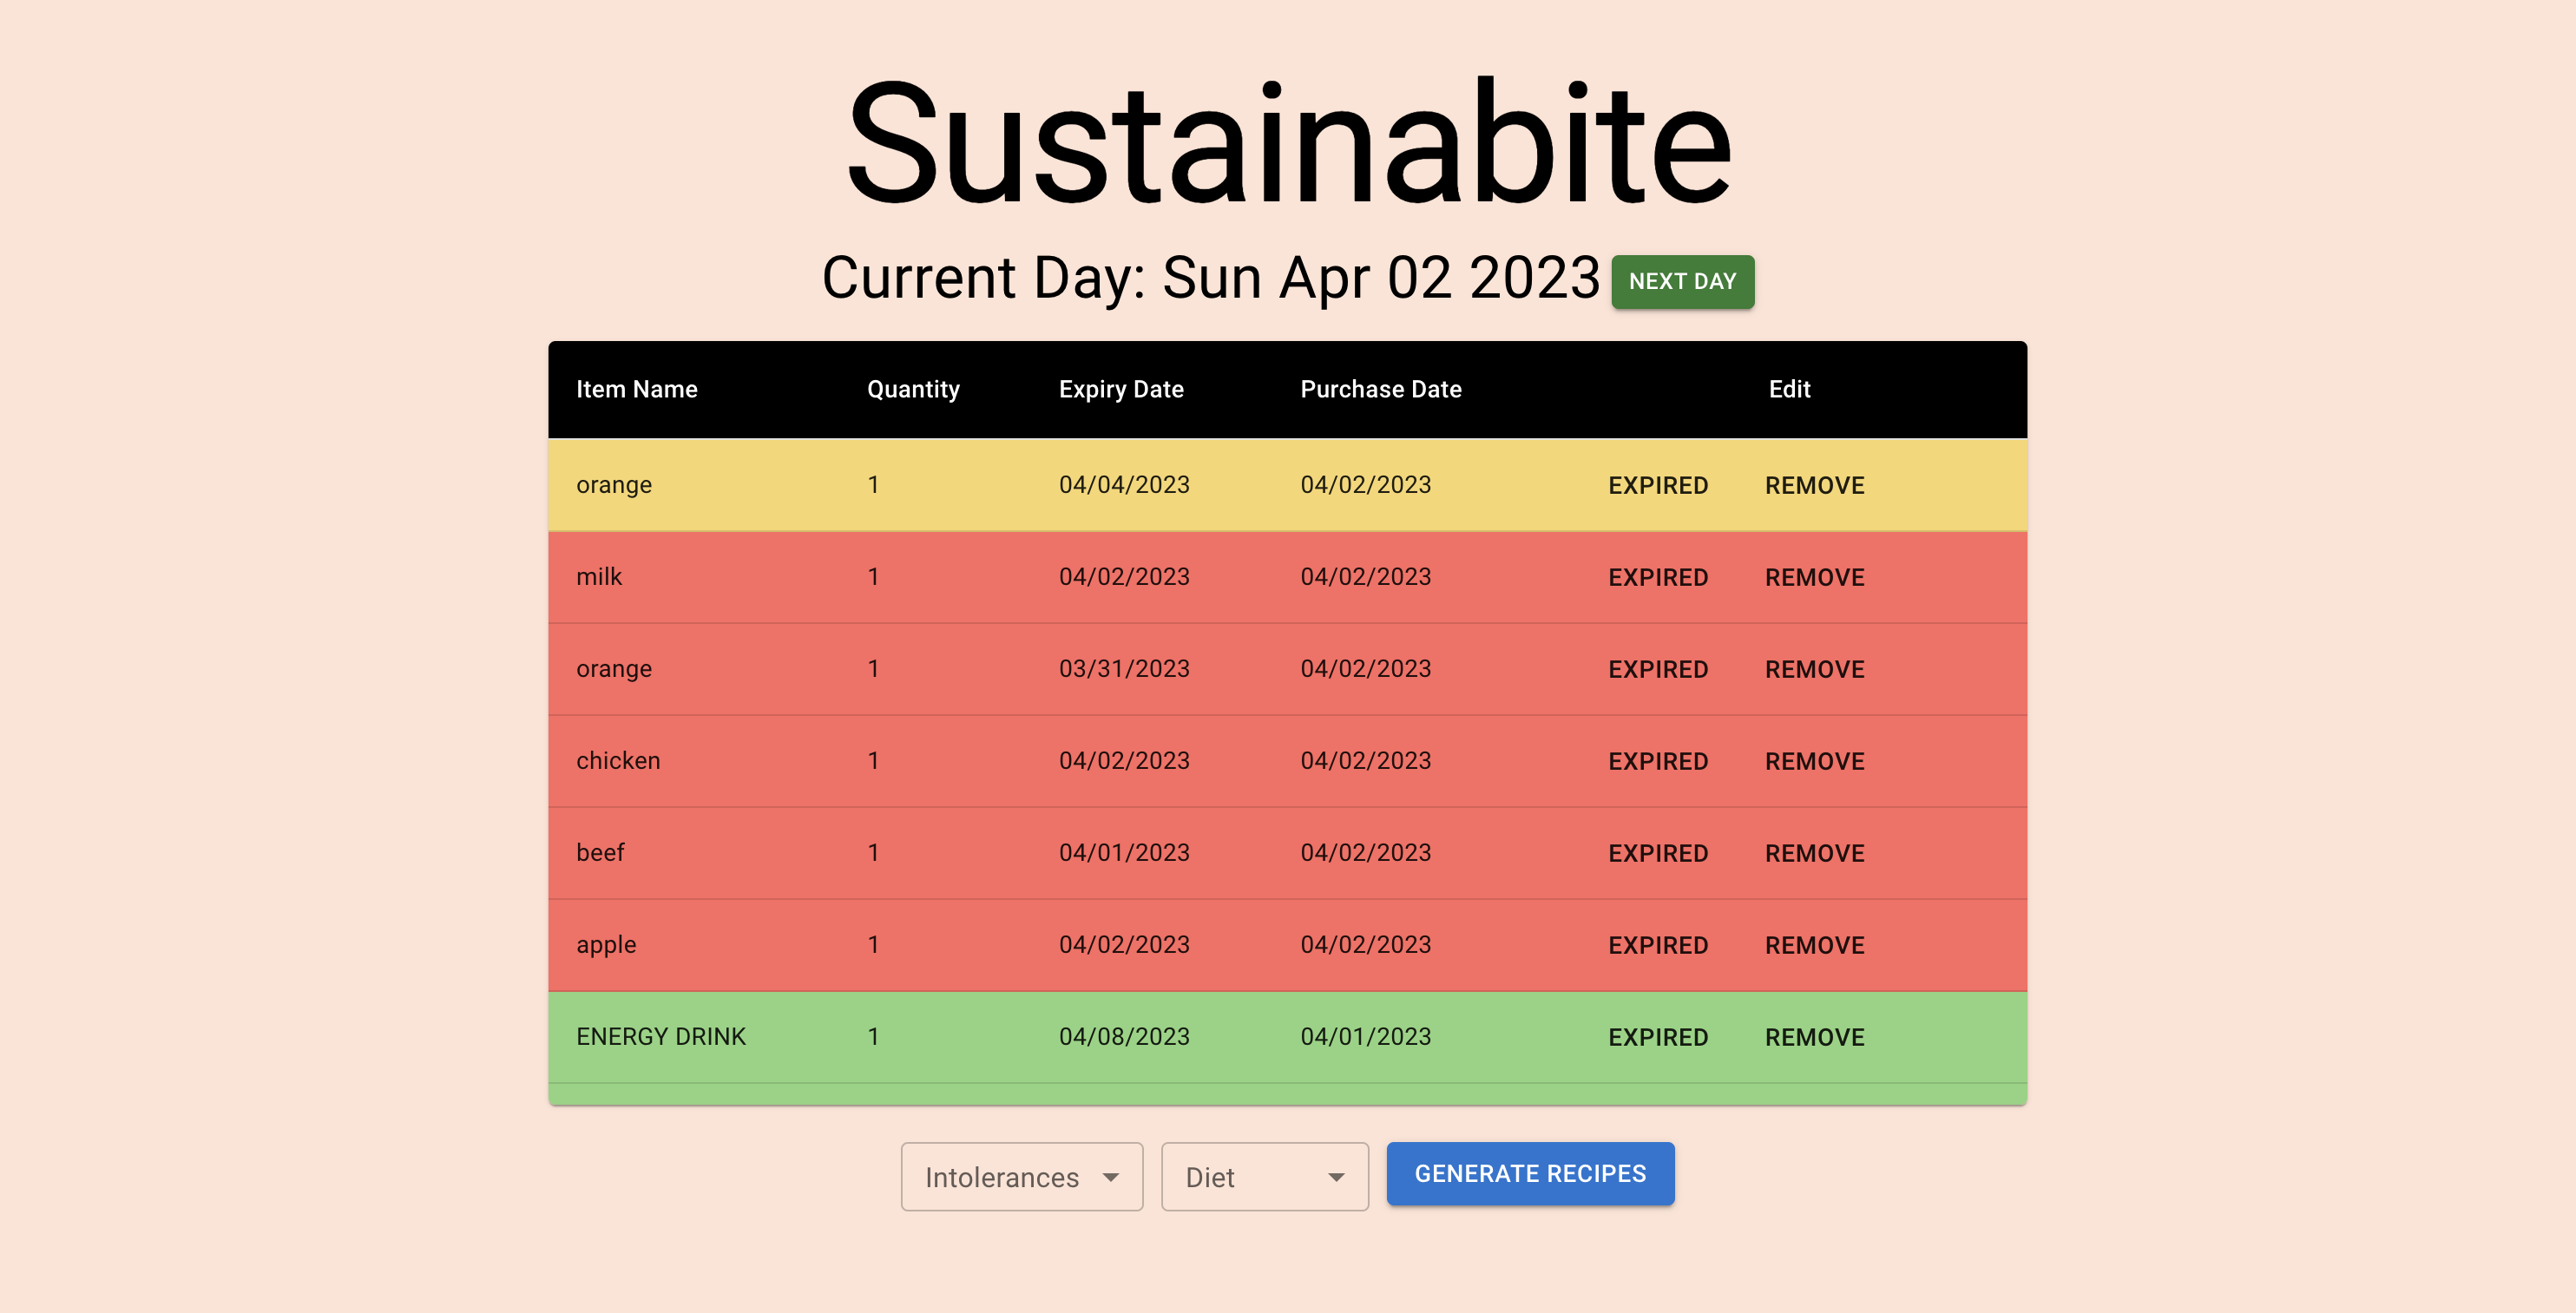 Sustainabite
Current Day: Sun Apr 02 2023 NEXT DAY
Item Name Quantity Expiry Date Purchase Date Edit
orange 1 04/04/2023 04/02/2023 EXPIRED REMOVE
milk 1 04/02/2023 04/02/2023 EXPIRED REMOVE
orange 1 03/31/2023 04/02/2023 EXPIRED REMOVE
chicken 1 04/02/2023 04/02/2023 EXPIRED REMOVE
beef 1 04/01/2023 04/02/2023 EXPIRED REMOVE
apple 1 04/02/2023 04/02/2023 EXPIRED REMOVE
ENERGY DRINK 1 04/08/2023 04/01/2023 EXPIRED REMOVE
Intolerances Diet GENERATE RECIPES